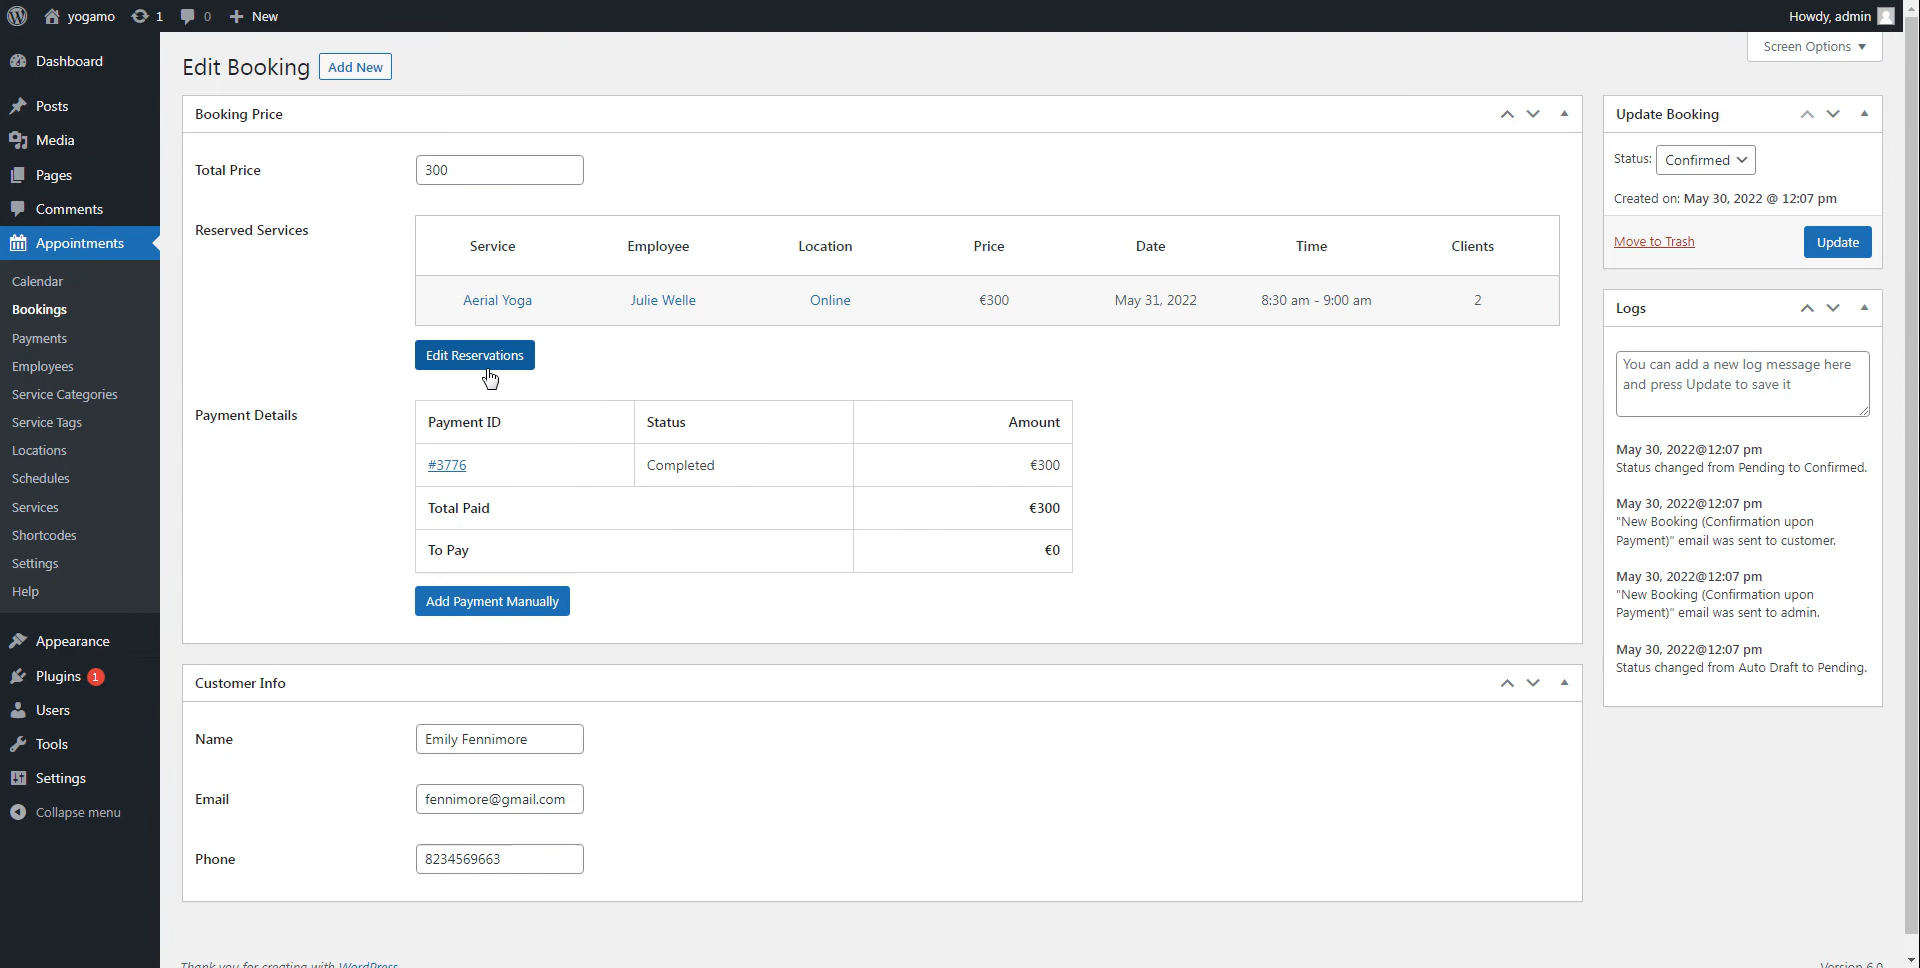 yogamo 1 0 New Howdy, admin
Screen Options
Dashboard
Posts
Media
Pages
Comments
Appointments
Calendar
Bookings
Payments
Employees
Service Categories
Service Tags
Locations
Schedules
Services
Shortcodes
Settings
Help
Appearance
Plugins 1
Users
Tools
Settings
Collapse menu
Edit Booking Add New
Booking Price
Total Price 300
Reserved Services
Service Employee Location Price Date Time Clients
Aerial Yoga Julie Welle Online €300 May 31, 2022 8:30 am - 9:00 am 2
Edit Reservations
Payment Details
Payment ID Status Amount
#3776 Completed €300
Total Paid €300
To Pay €0
Add Payment Manually
Customer Info
Name Emily Fennimore
Email fennimore@gmail.com
Phone 8234569663
Update Booking
Status: Confirmed
Created on: May 30, 2022 @ 12:07 pm
Move to Trash Update
Logs
You can add a new log message here
and press Update to save it
May 30, 2022@12:07 pm
Status changed from Pending to Confirmed.
May 30, 2022@12:07 pm
"New Booking (Confirmation upon
Payment)" email was sent to customer.
May 30, 2022@12:07 pm
"New Booking (Confirmation upon
Payment)" email was sent to admin.
May 30, 2022@12:07 pm
Status changed from Auto Draft to Pending.
Thank you for creating with WordPress
Version 6.0